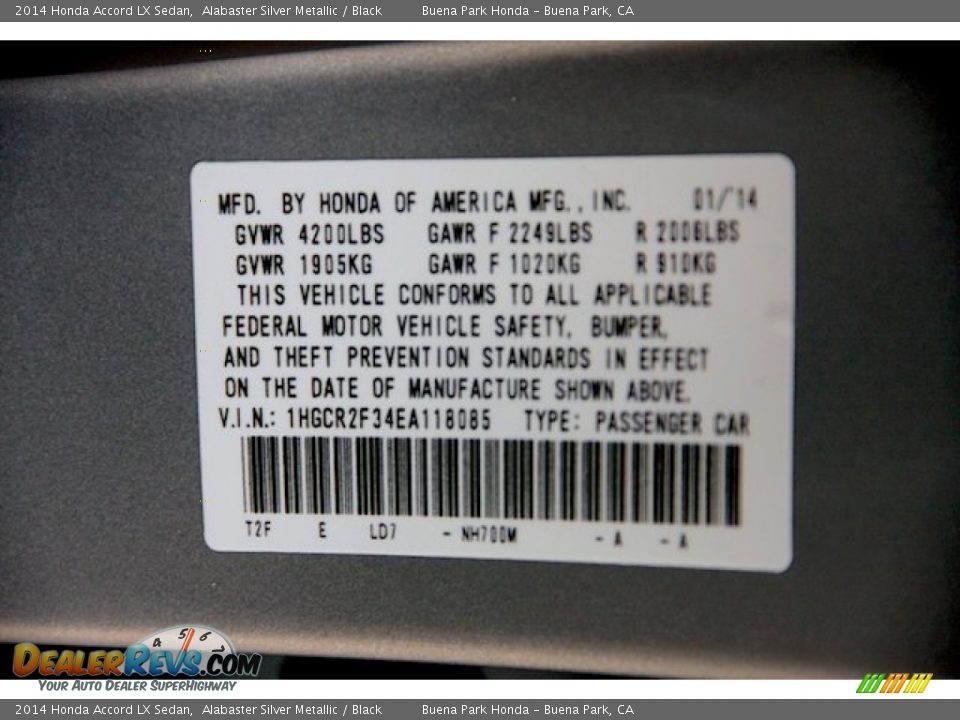 2014 Honda Accord LX Sedan, Alabaster Silver Metallic / Black Buena Park Honda - Buena Park, CA
MFD. BY HONDA OF AMERICA MFG., INC. 01/'14
GVWR 4200LBS GAWR F 2249LBS R 2006LBS
GVWR 1905KG GAWR F 1020KG R 910KG
THIS VEHICLE CONFORMS TO ALL APPLICABLE
FEDERAL MOTOR VEHICLE SAFETY, BUMPER,
AND THEFT PREVENTION STANDARDS IN EFFECT
ON THE DATE OF MANUFACTURE SHOWN ABOVE.
V.I.N.: 1HGCR2F34EA118085 TYPE: PASSENGER CAR
T2F E LD7 - NH700M - A - A
4 5 6 7
DEALERREVS.COM
YOUR AUTO DEALER SUPERHIGHWAY
2014 Honda Accord LX Sedan, Alabaster Silver Metallic / Black Buena Park Honda - Buena Park, CA